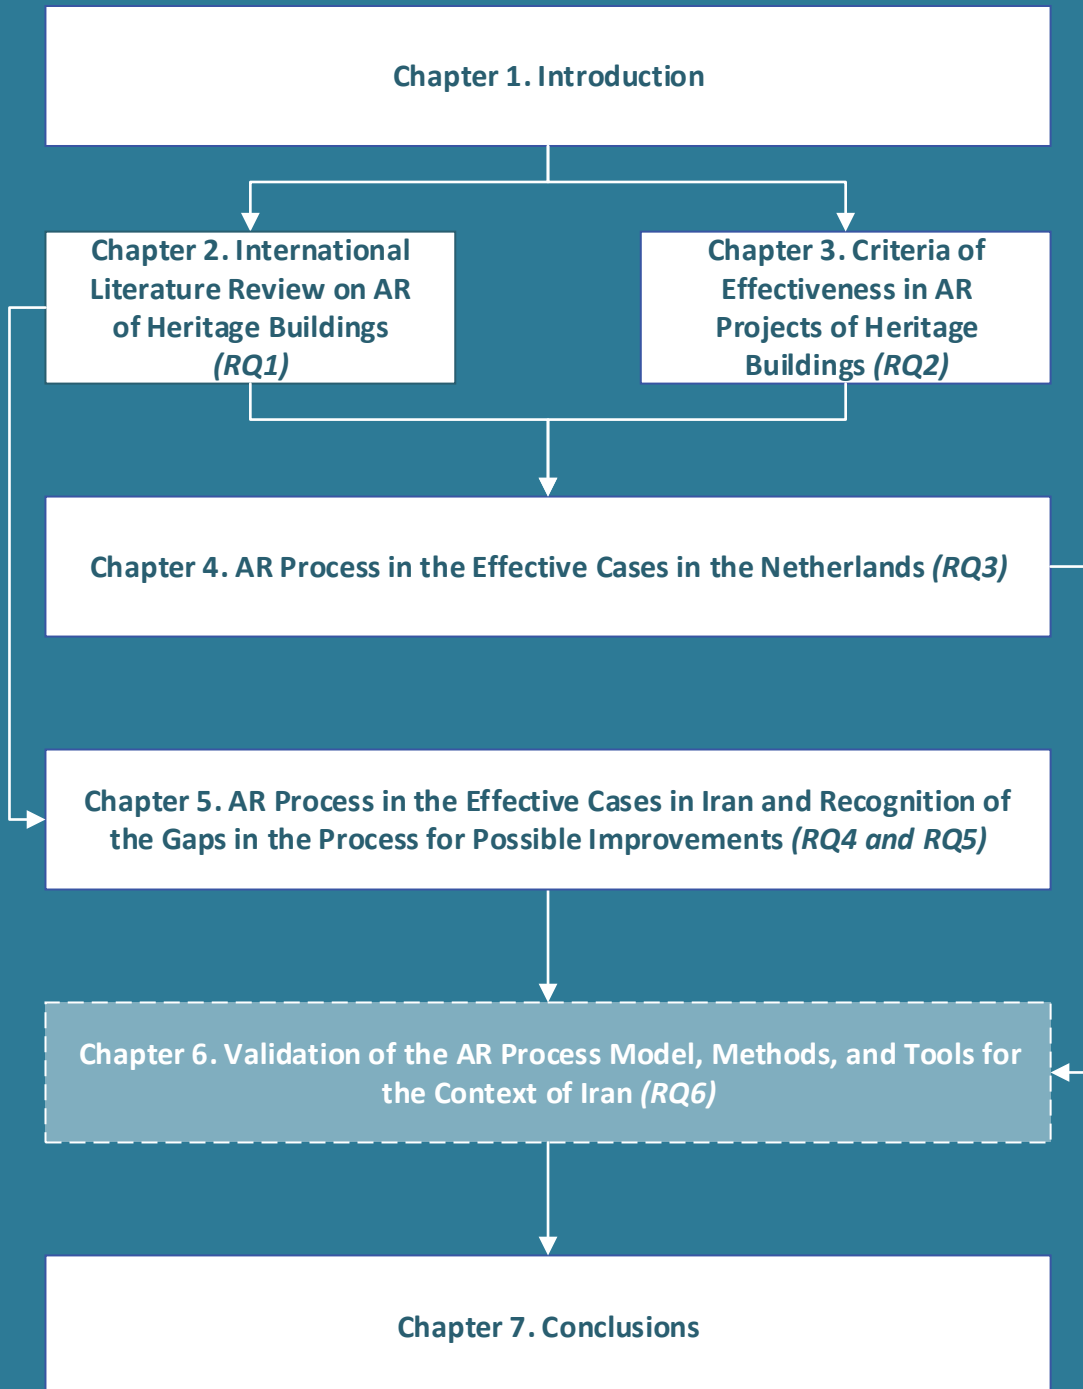 Chapter 1. Introduction
Chapter 2. International
Literature Review on AR
of Heritage Buildings
(RQ1)
Chapter 3. Criteria of
Effectiveness in AR
Projects of Heritage
Buildings (RQ2)
Chapter 4. AR Process in the Effective Cases in the Netherlands (RQ3)
Chapter 5. AR Process in the Effective Cases in Iran and Recognition of
the Gaps in the Process for Possible Improvements (RQ4 and RQ5)
Chapter 6. Validation of the AR Process Model, Methods, and Tools for
the Context of Iran (RQ6)
Chapter 7. Conclusions